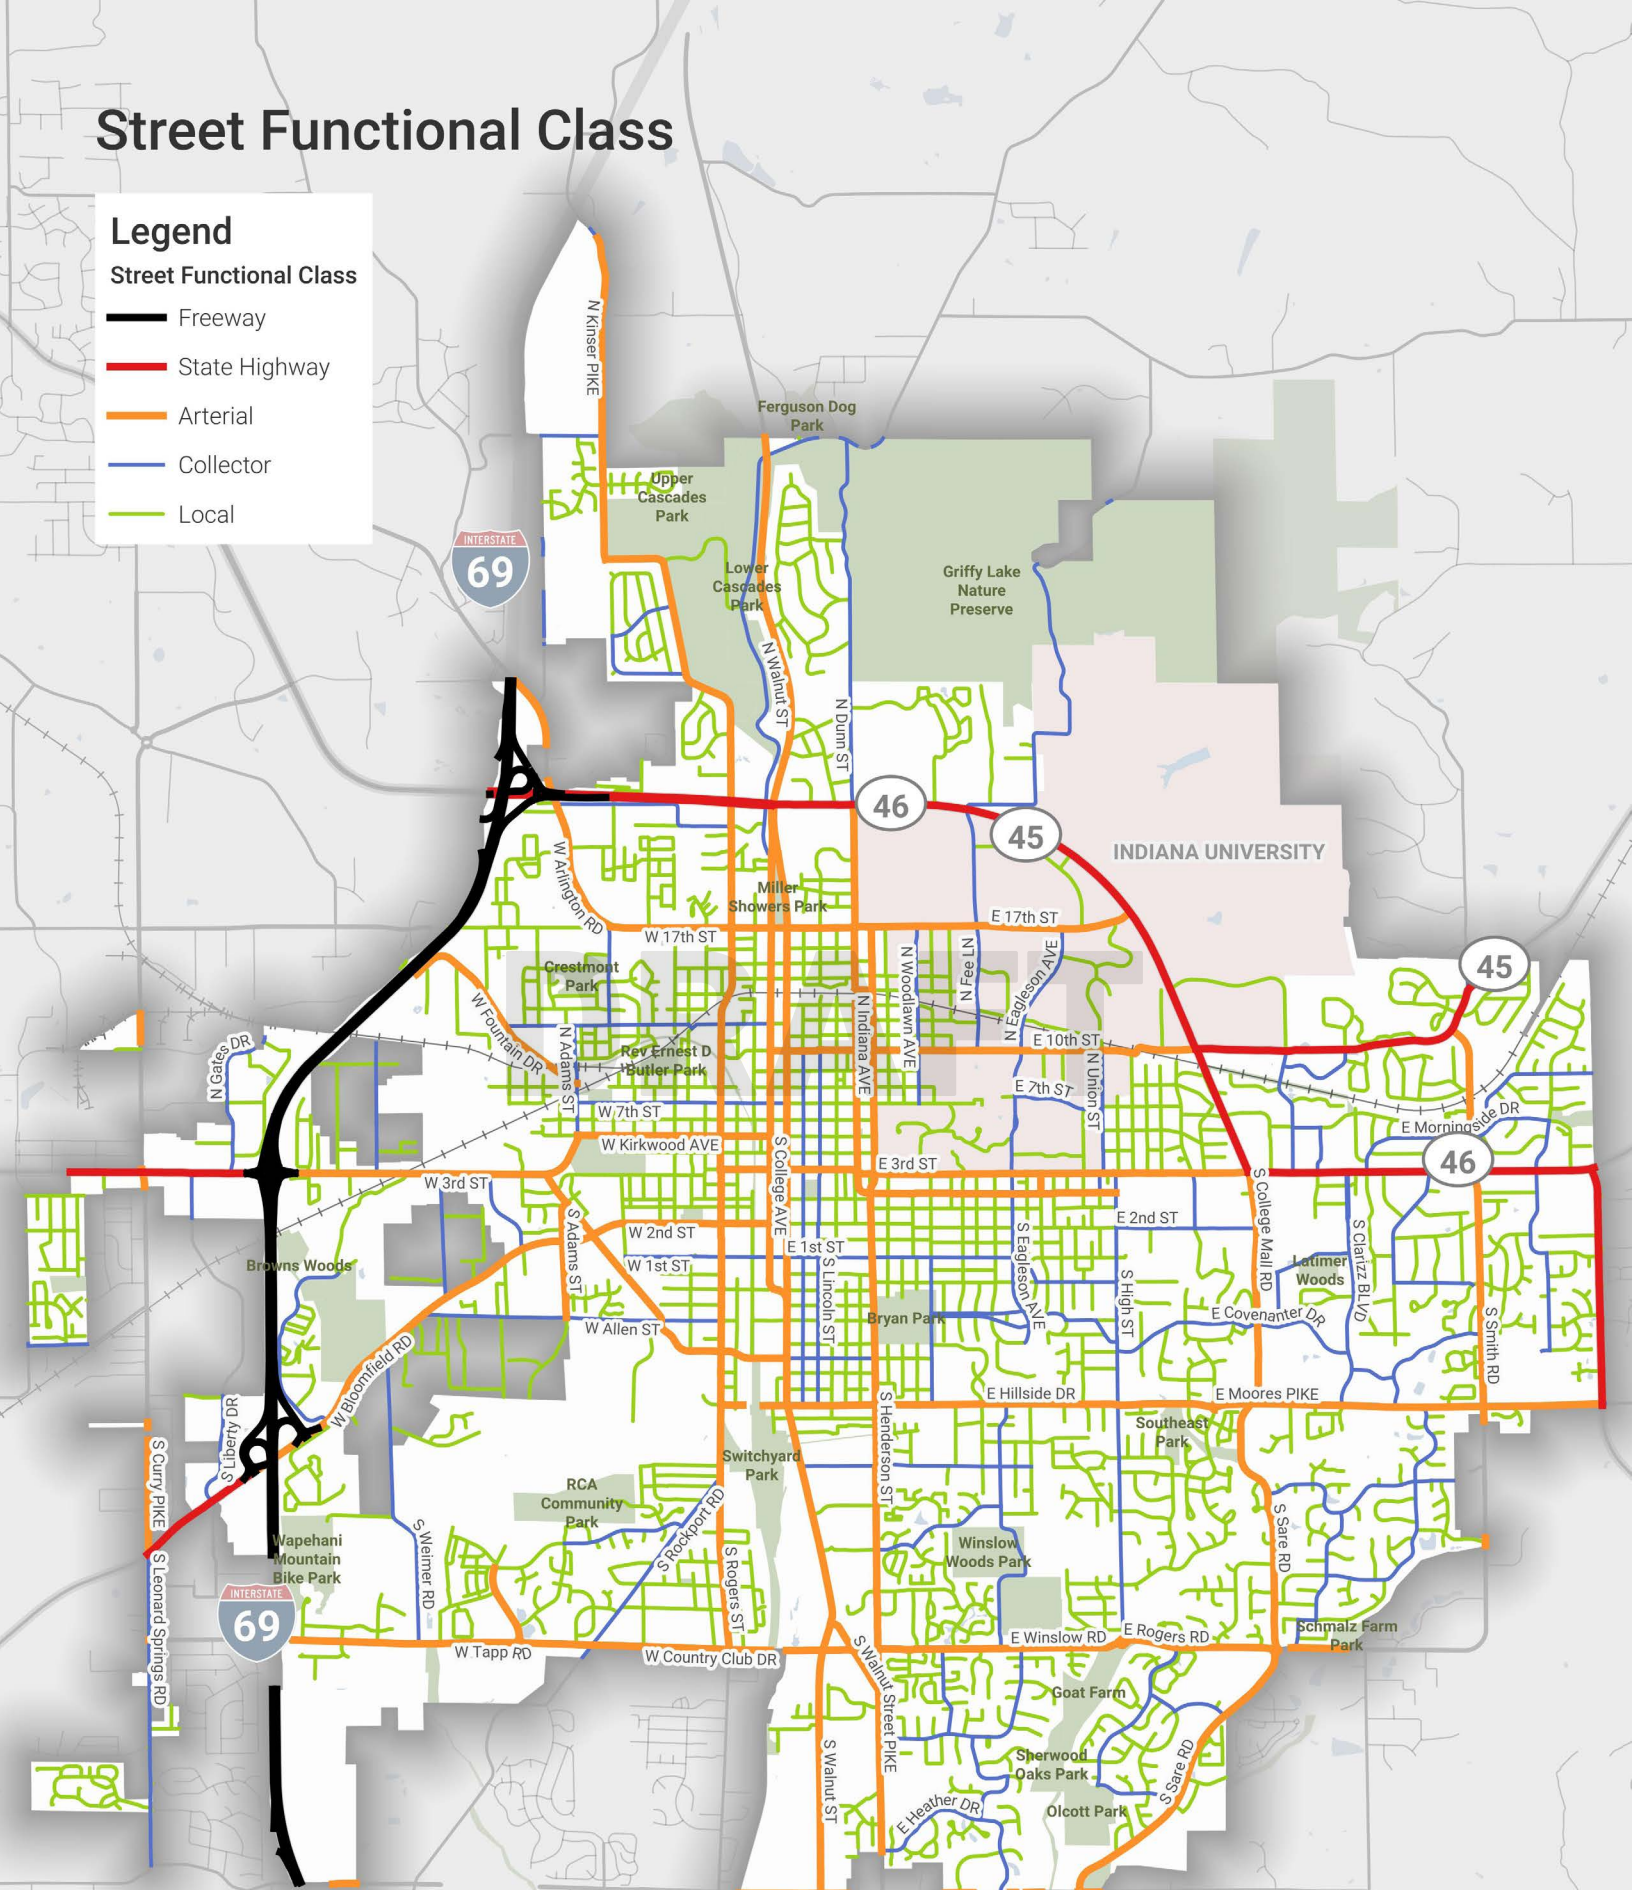 Street Functional Class
Legend
Street Functional Class
Freeway
State Highway
Arterial
Collector
Local
N Kinser PIKE
Ferguson Dog
Park
Upper
Cascades
Park
INTERSTATE
69
Lower
Cascades
Park
Griffy Lake
Nature
Preserve
N Walnut ST
N Dunn ST
46
45
INDIANA UNIVERSITY
W Arlington RD
Miller
Showers Park
E 17th ST
W 17th ST
DRAFT
Crestmont
Park
N Woodlawn AVE
N Fee LN
N Eagleson AVE
45
W Fountain DR
N Indiana AVE
N Gates DR
N Adams ST
Rev Ernest D
Butler Park
E 10th ST
N Union ST
E 7th ST
W 7th ST
E Morningside DR
W Kirkwood AVE
S College AVE
E 3rd ST
46
W 3rd ST
S College Mall RD
S Adams ST
W 2nd ST
E 2nd ST
S Eagleson AVE
S Clarizz BLVD
E 1st ST
W 1st ST
Browns Woods
S Lincoln ST
S High ST
Latimer
Woods
Bryan Park
E Covenanter DR
W Allen ST
S Smith RD
W Bloomfield RD
E Hillside DR
E Moores PIKE
S Liberty DR
S Henderson ST
Southeast
Park
S Curry PIKE
Switchyard
Park
RCA
Community
Park
S Rockport RD
S Weimer RD
Wapehani
Mountain
Bike Park
S Sare RD
Winslow
Woods Park
S Rogers ST
S Leonard Springs RD
INTERSTATE
69
Schmalz Farm
Park
E Winslow RD
E Rogers RD
W Tapp RD
W Country Club DR
S Walnut Street PIKE
Goat Farm
S Walnut ST
Sherwood
Oaks Park
S Sare RD
E Heather DR
Olcott Park